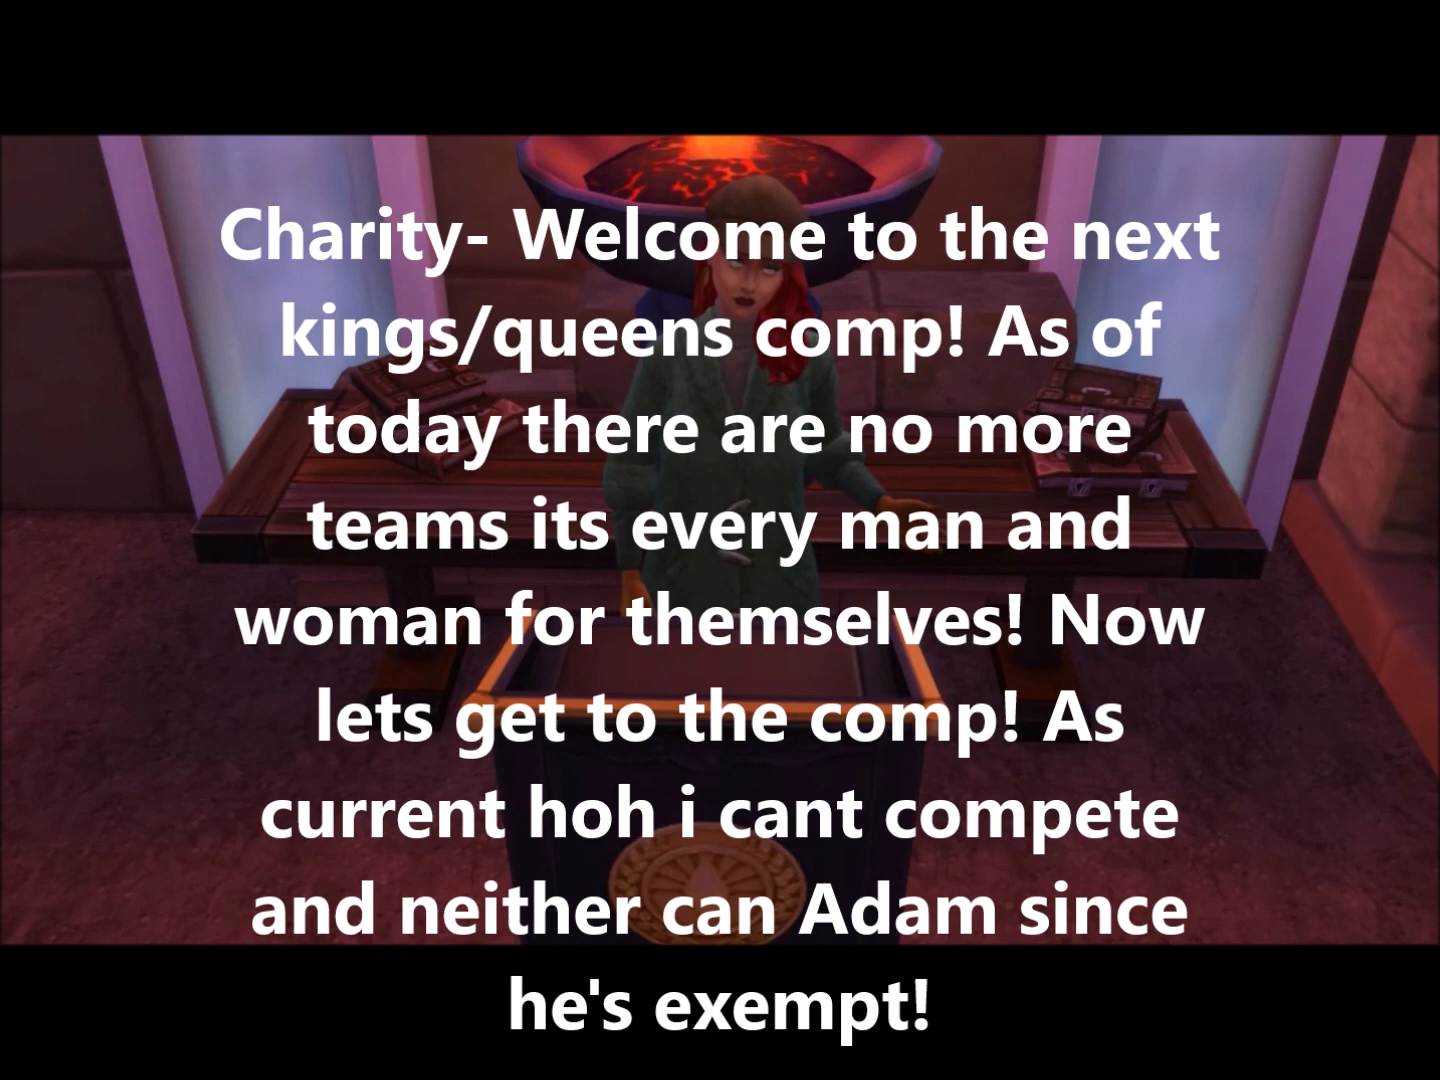 Charity- Welcome to the next
kings/queens comp! As of
today there are no more
teams its every man and
woman for themselves! Now
lets get to the comp! As
current hoh i cant compete
and neither can Adam since
he's exempt!